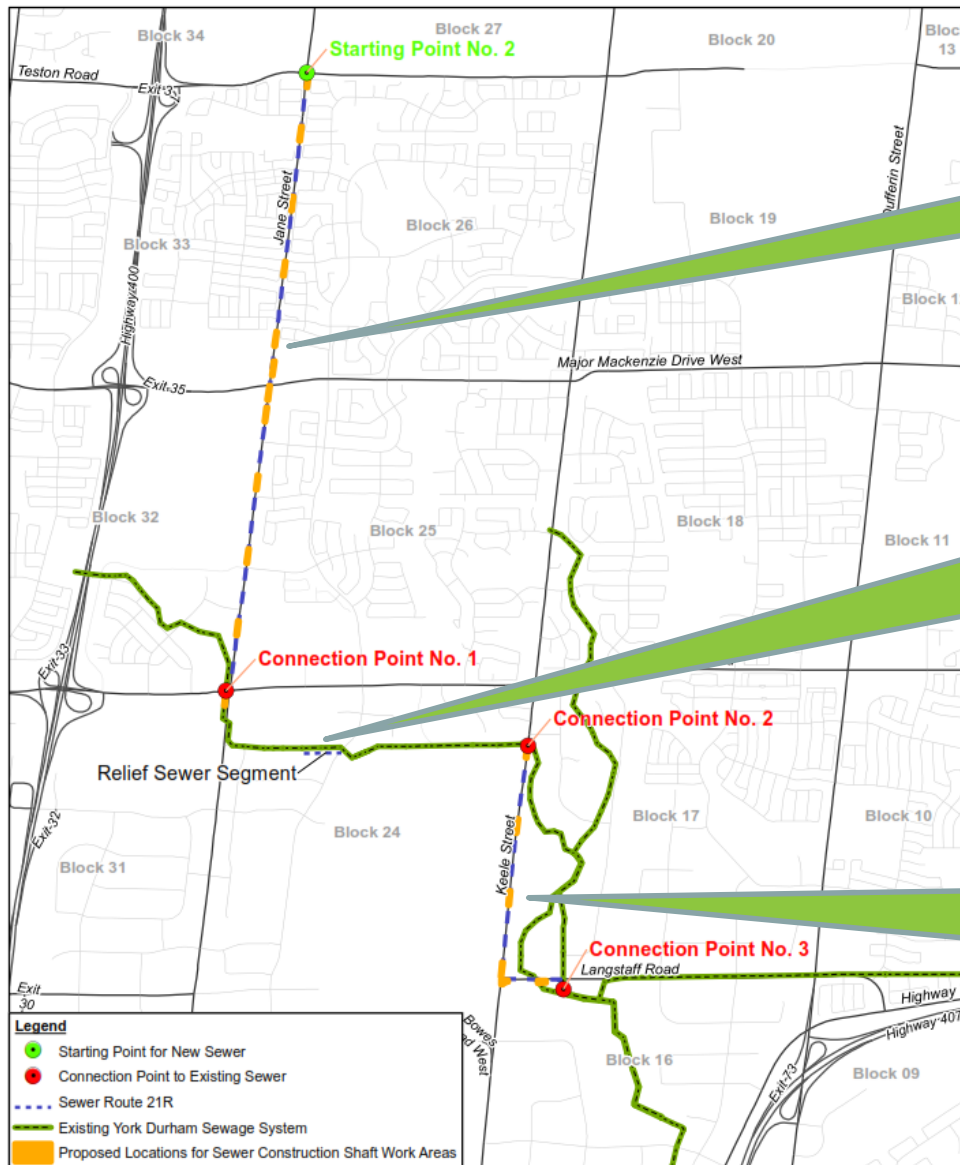 Block 34
Block 27
Block 20
Block
13
Starting Point No. 2
Teston Road
Exit 37
Dufferin Street
Jane Street
Block 26
Block 19
Block 33
Highway 400
Block 1
Major Mackenzie Drive West
Exit 35
Block 32
Block 25
Block 18
Block 11
Exit 33
Connection Point No. 1
Connection Point No. 2
Relief Sewer Segment
Exit 32
Block 24
Block 17
Block 10
Keele Street
Block 31
Connection Point No. 3
Langstaff Road
Exit
30
Highway
Highway 407
Bowes
ad West
Block 16
Exit 73
Block 09
Legend
Starting Point for New Sewer
Connection Point to Existing Sewer
Sewer Route 21R
Existing York Durham Sewage System
Proposed Locations for Sewer Construction Shaft Work Areas